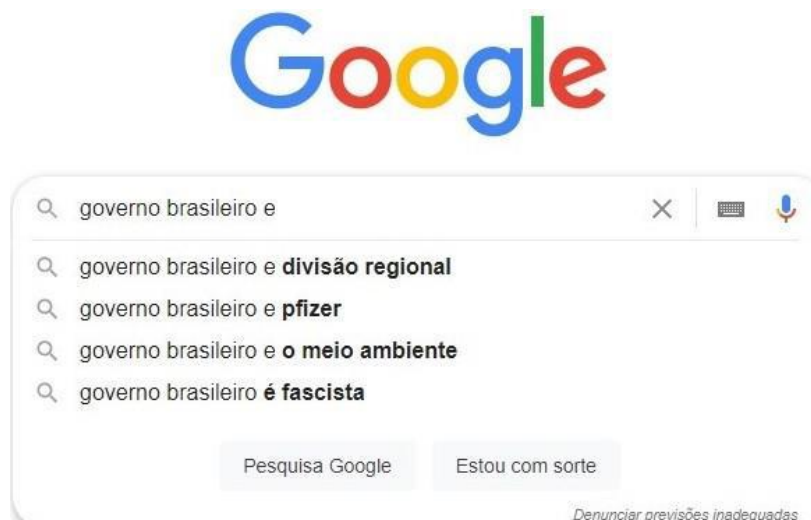 Google
governo brasileiro e
governo brasileiro e divisão regional
governo brasileiro e pfizer
governo brasileiro e o meio ambiente
governo brasileiro é fascista
Pesquisa Google Estou com sorte
Denunciar previsões inadequadas